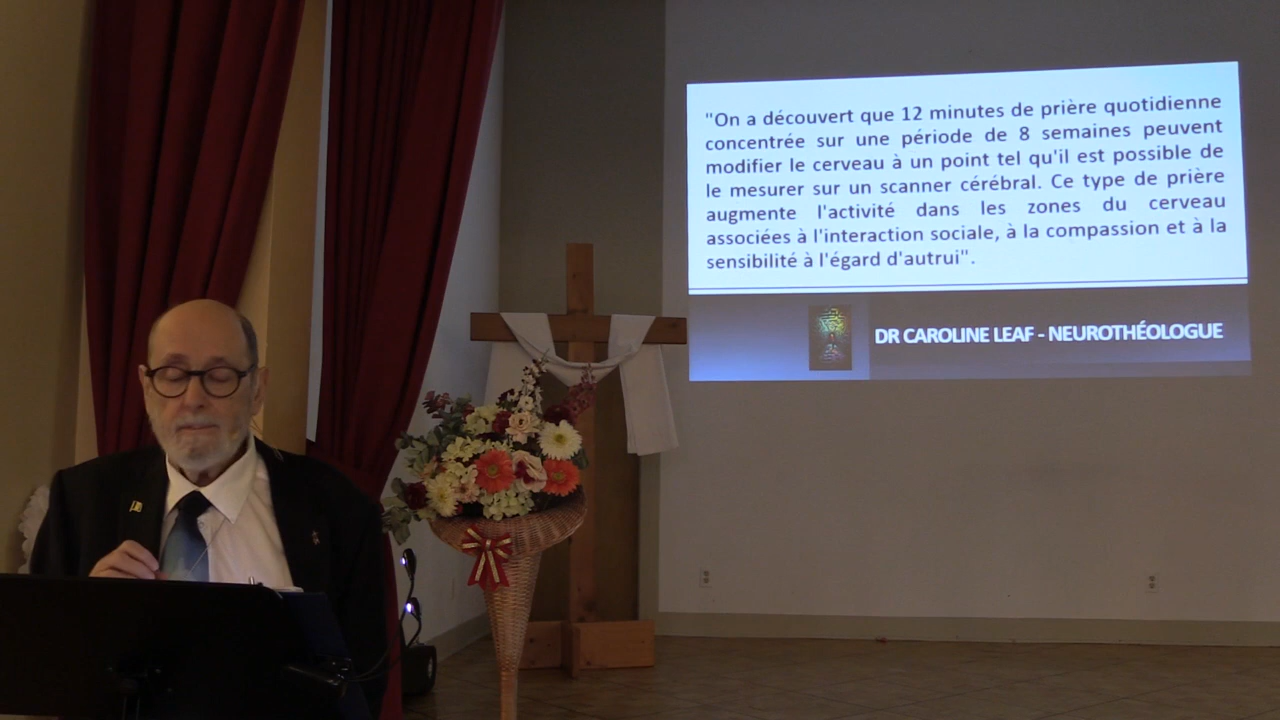 "On a découvert que 12 minutes de prière quotidienne
concentrée sur une période de 8 semaines peuvent
modifier le cerveau à un point tel qu'il est possible de
le mesurer sur un scanner cérébral. Ce type de prière
augmente l'activité dans les zones du cerveau
associées à l'interaction sociale, à la compassion et à la
sensibilité à l'égard d'autrui".
DR CAROLINE LEAF - NEUROTHÉOLOGUE